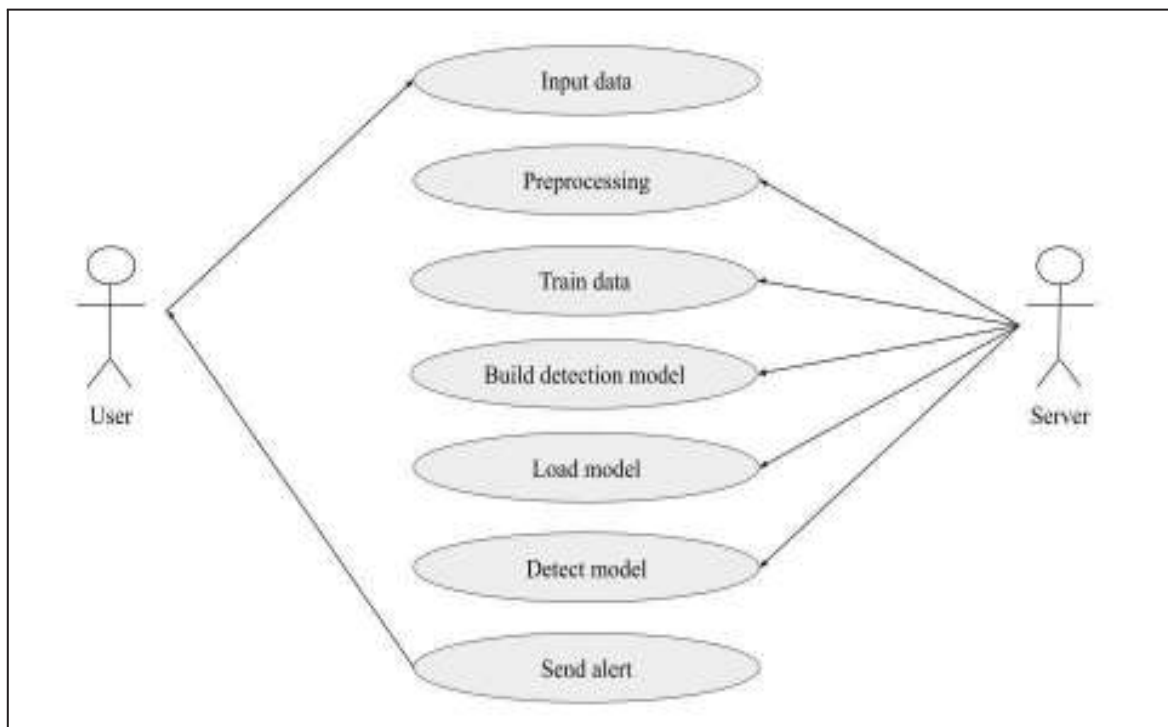 Input data
Preprocessing
Train data
Build detection model
Load model
Detect model
Send alert
User
Server